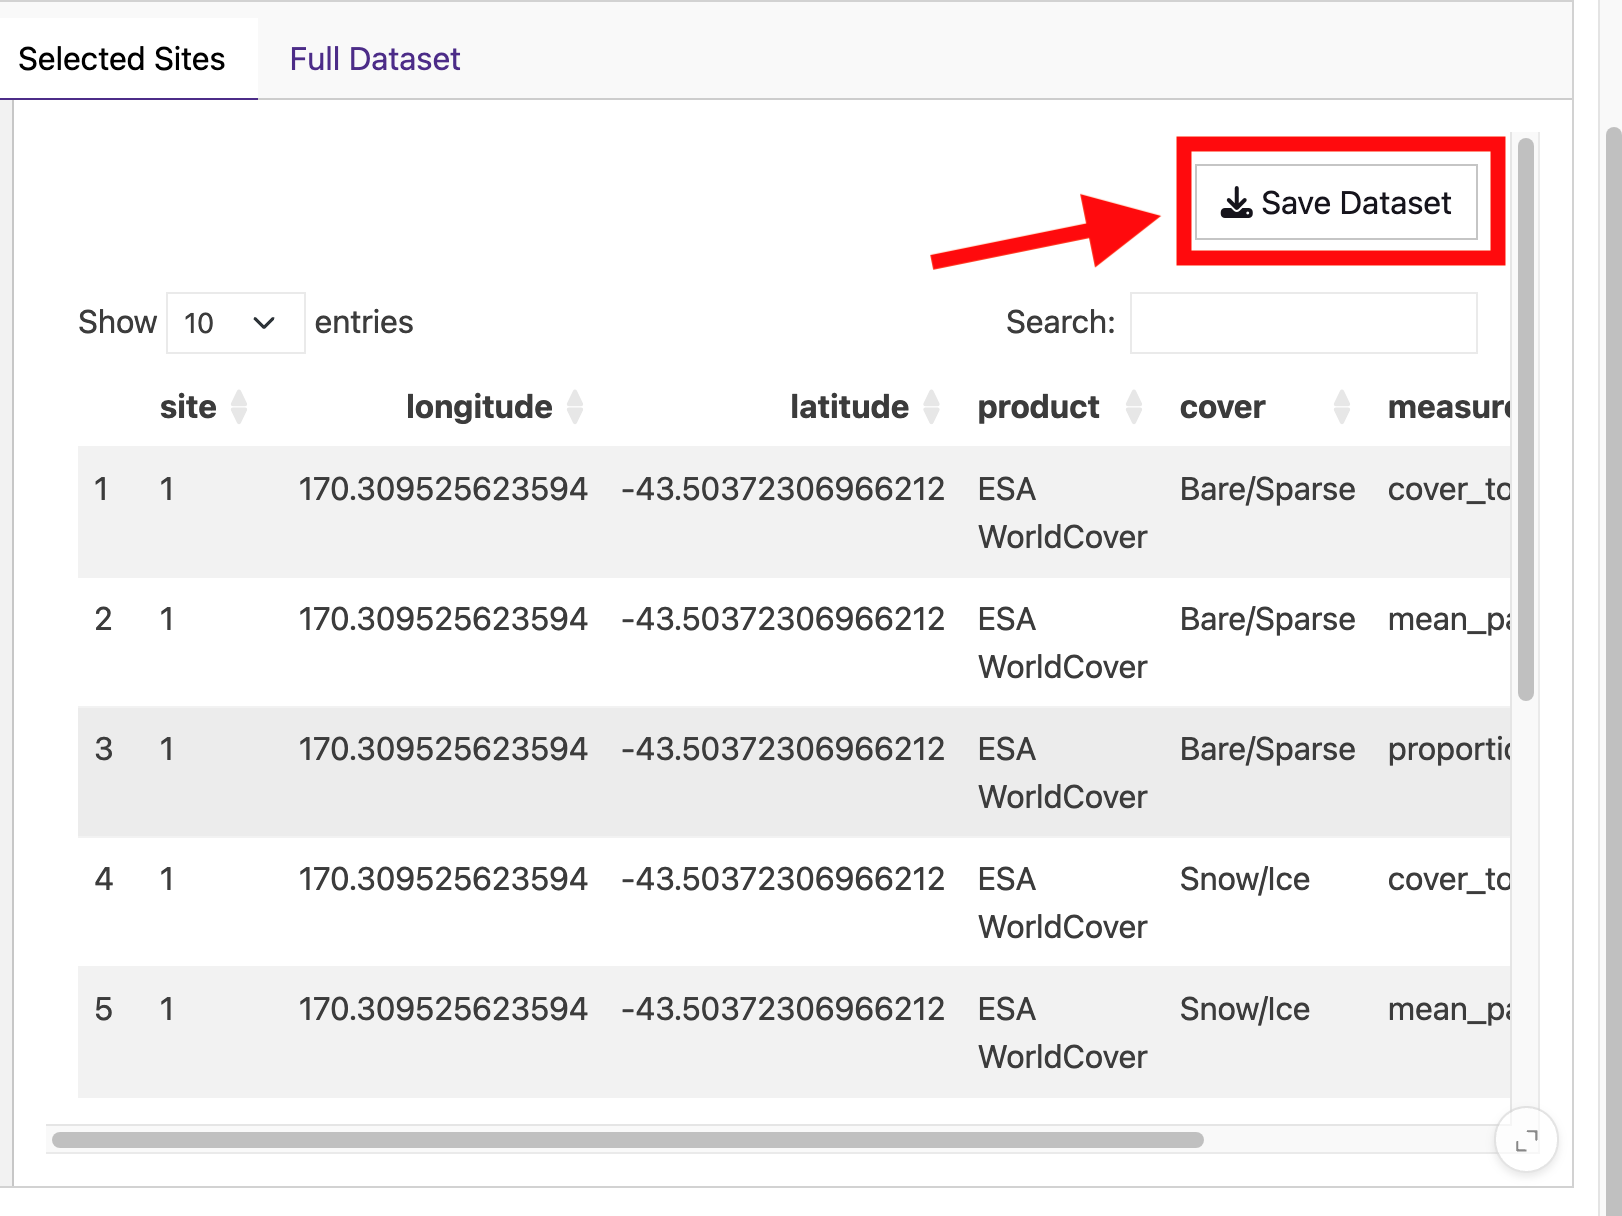 Selected Sites Full Dataset
Save Dataset
Show 10 entries Search:
site longitude latitude product cover measure
1 1 170.309525623594 -43.50372306966212 ESA Bare/Sparse cover_to
WorldCover
2 1 170.309525623594 -43.50372306966212 ESA Bare/Sparse mean_pa
WorldCover
3 1 170.309525623594 -43.50372306966212 ESA Bare/Sparse proportio
WorldCover
4 1 170.309525623594 -43.50372306966212 ESA Snow/Ice cover_to
WorldCover
5 1 170.309525623594 -43.50372306966212 ESA Snow/Ice mean_pa
WorldCover